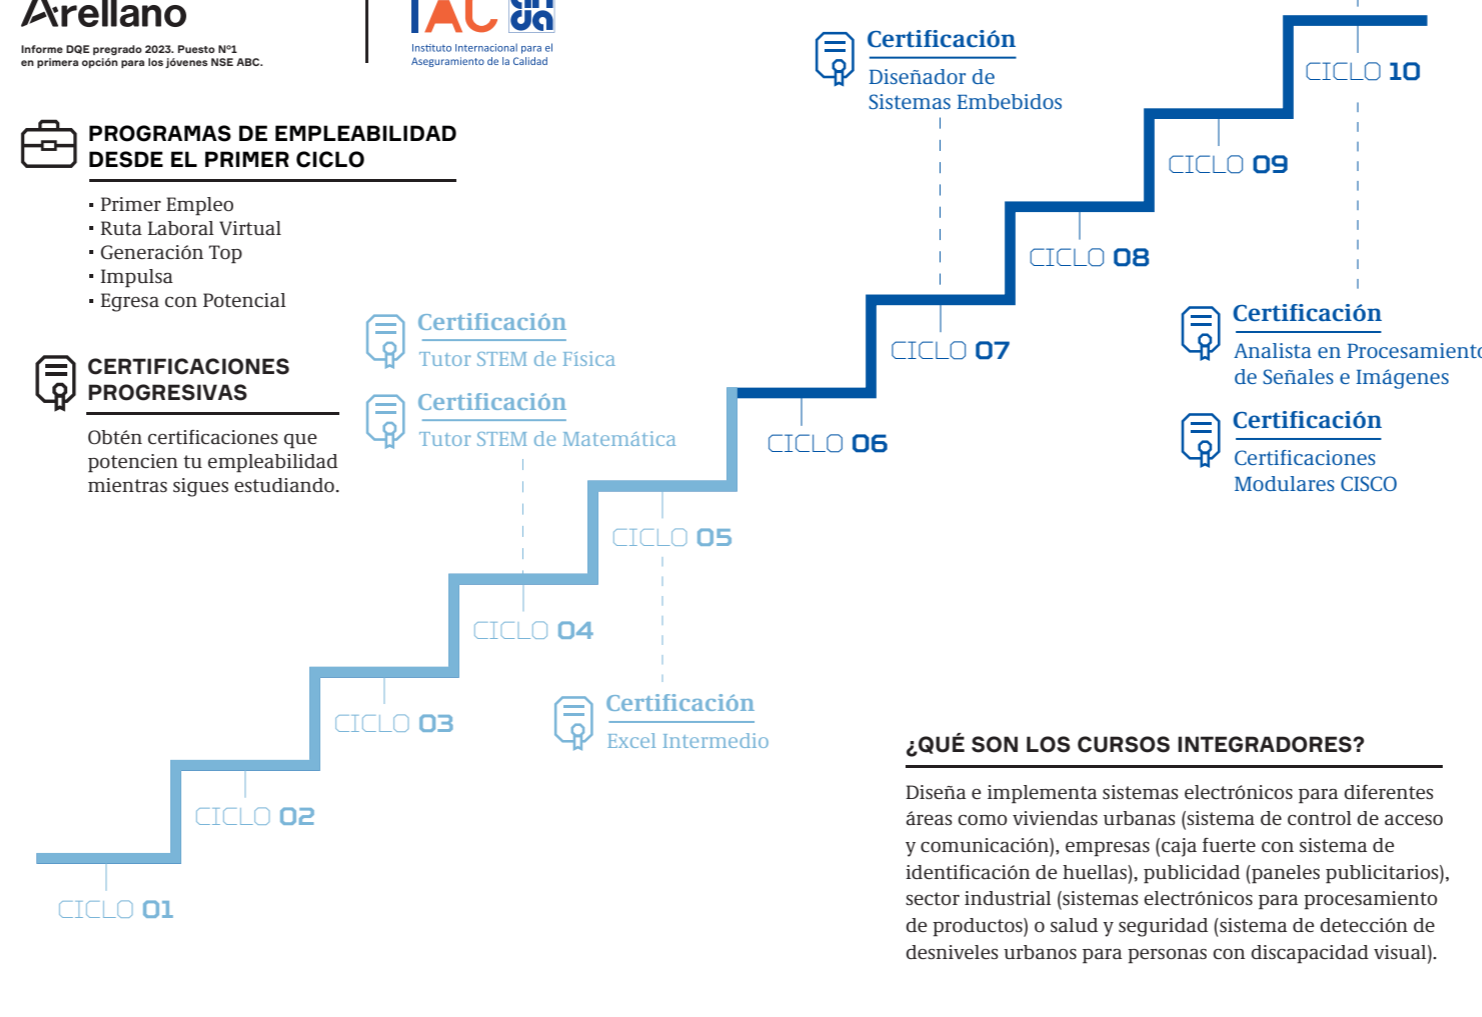 Arellano
Informe DQE pregrado 2023. Puesto Nº1
en primera opción para los jóvenes NSE ABC.
IAC
Instituto Internacional para el
Aseguramiento de la Calidad
PROGRAMAS DE EMPLEABILIDAD
DESDE EL PRIMER CICLO
▪ Primer Empleo
▪ Ruta Laboral Virtual
▪ Generación Top
▪ Impulsa
▪ Egresa con Potencial
CERTIFICACIONES
PROGRESIVAS
Obtén certificaciones que
potencien tu empleabilidad
mientras sigues estudiando.
Certificación
Tutor STEM de Física
Certificación
Tutor STEM de Matemática
Certificación
Diseñador de
Sistemas Embebidos
CICLO 10
CICLO 09
CICLO 08
CICLO 07
CICLO 06
CICLO 05
CICLO 04
CICLO 03
CICLO 02
CICLO 01
Certificación
Analista en Procesamiento
de Señales e Imágenes
Certificación
Certificaciones
Modulares CISCO
Certificación
Excel Intermedio
¿QUÉ SON LOS CURSOS INTEGRADORES?
Diseña e implementa sistemas electrónicos para diferentes
áreas como viviendas urbanas (sistema de control de acceso
y comunicación), empresas (caja fuerte con sistema de
identificación de huellas), publicidad (paneles publicitarios),
sector industrial (sistemas electrónicos para procesamiento
de productos) o salud y seguridad (sistema de detección de
desniveles urbanos para personas con discapacidad visual).